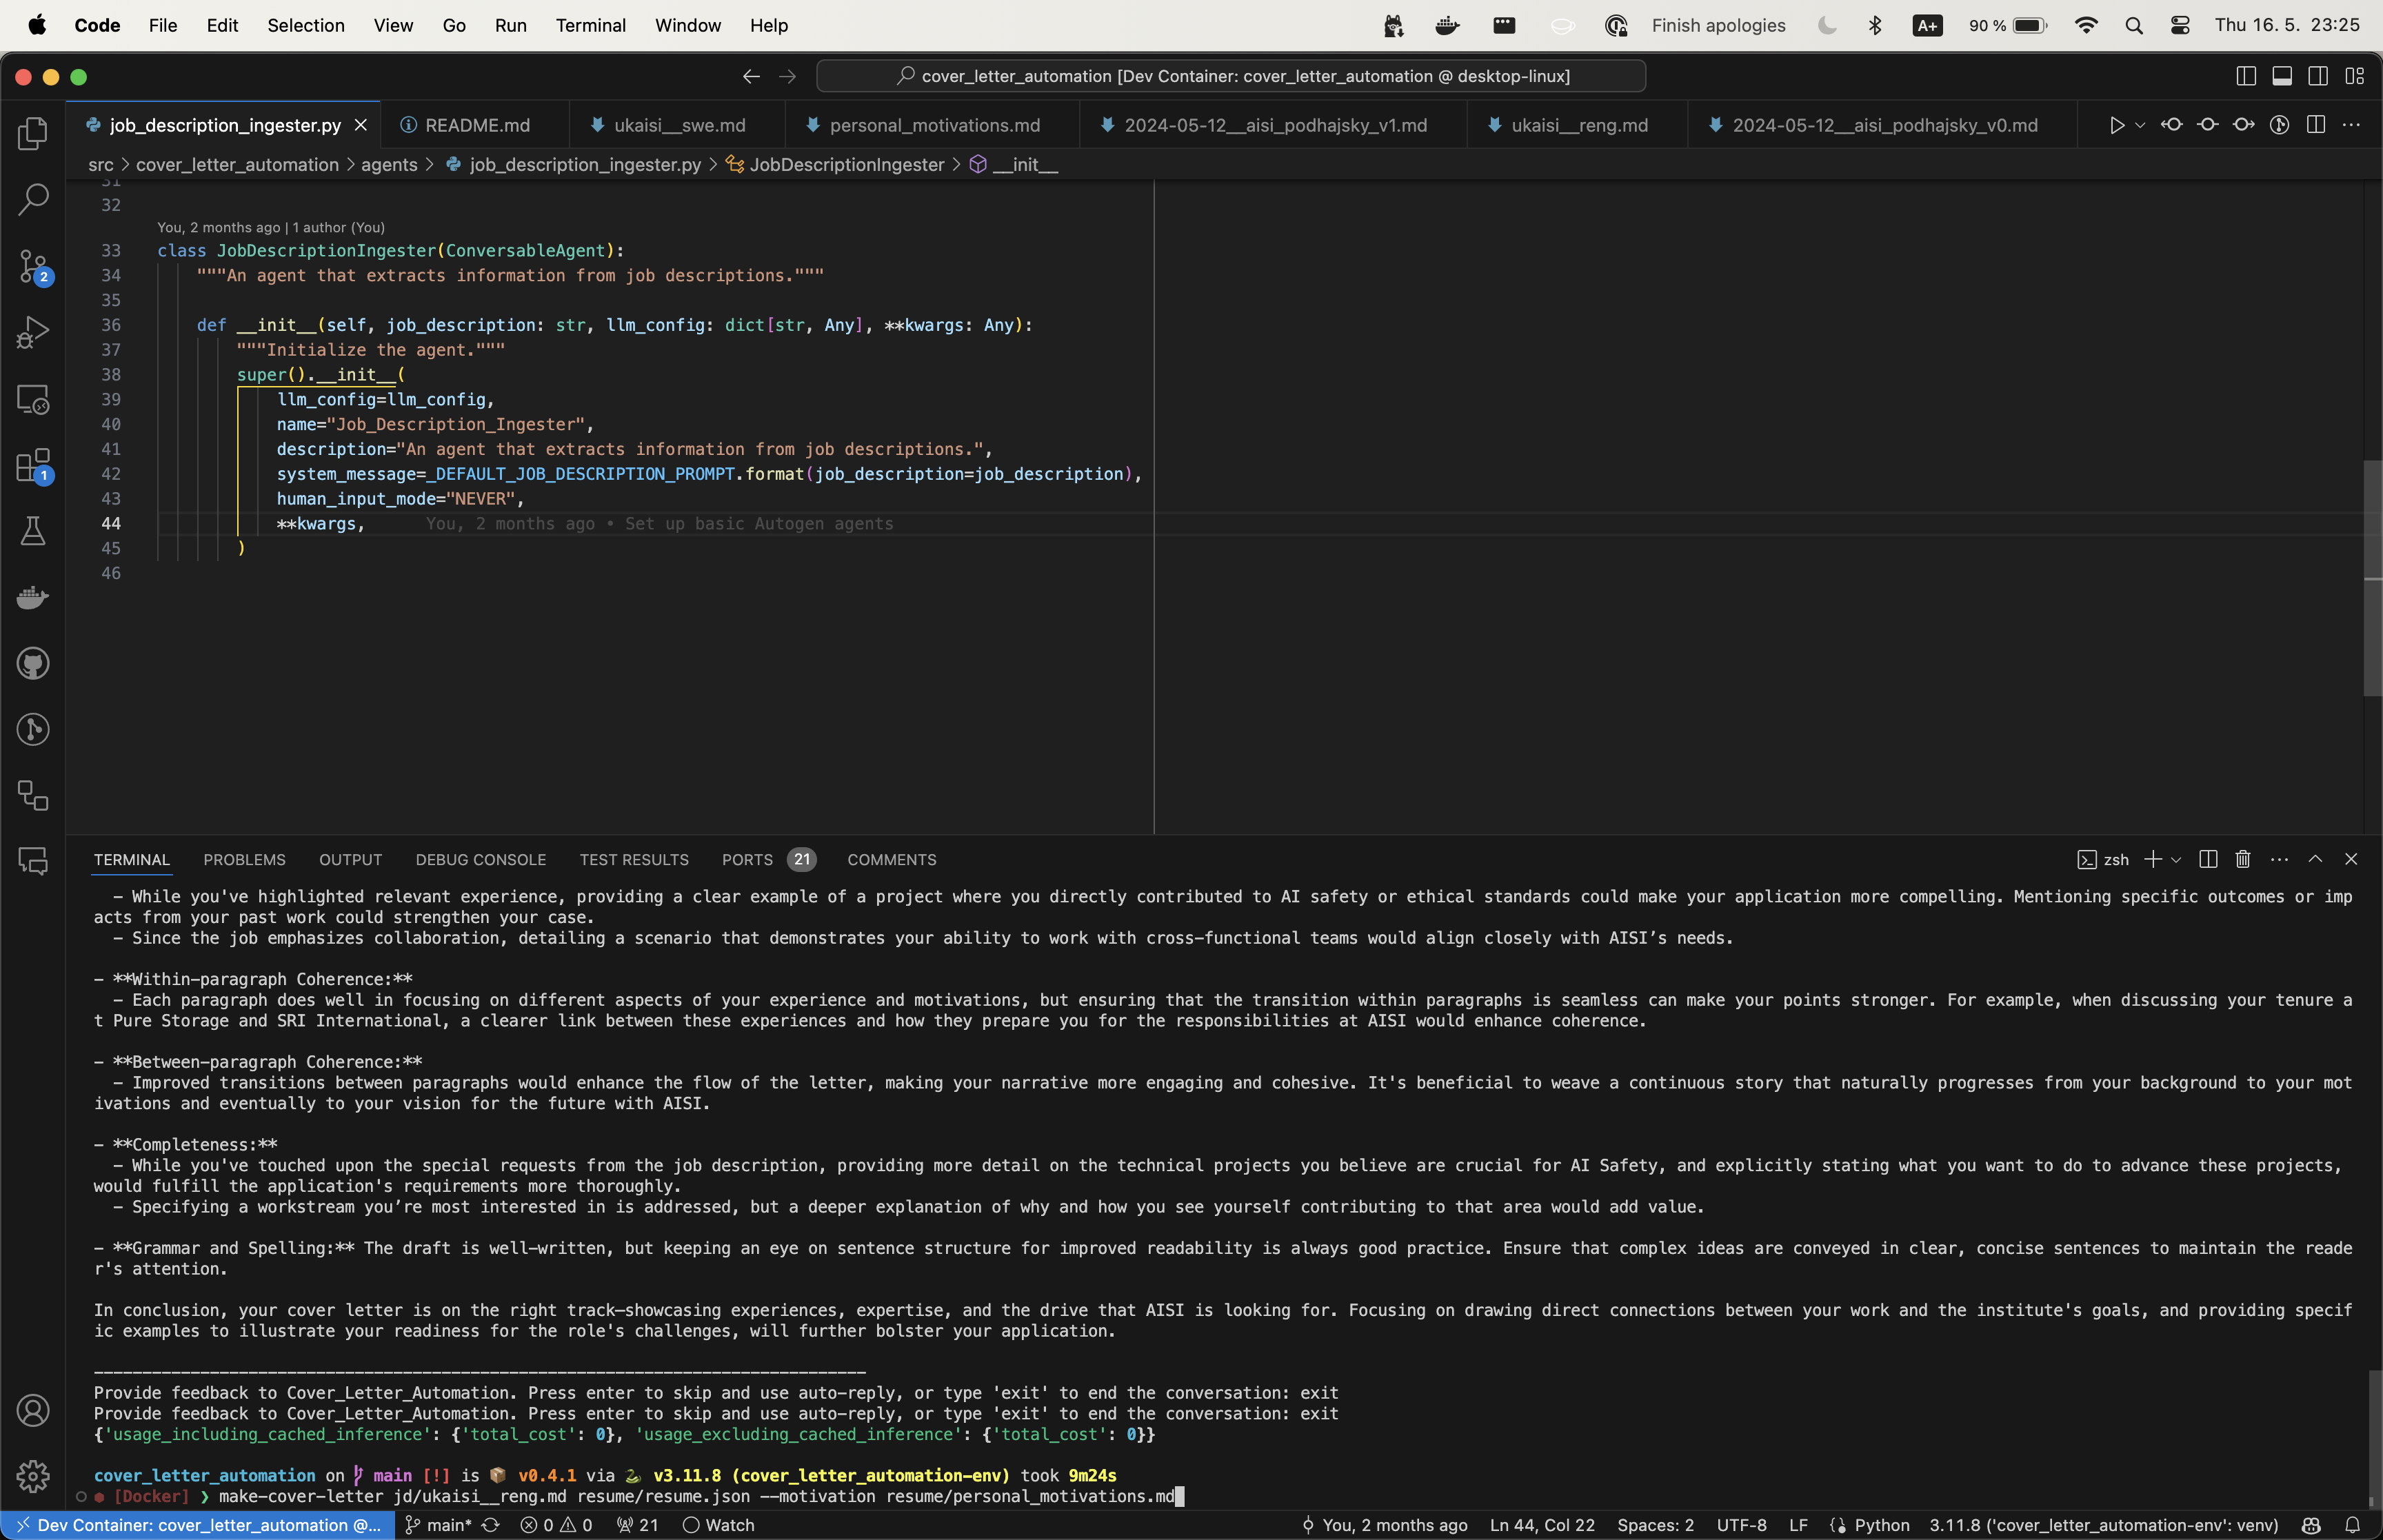 Code File Edit Selection View Go Run Terminal Window Help Finish apologies A+ 90 % Thu 16. 5. 23:25
cover_letter_automation [Dev Container: cover_letter_automation @ desktop-linux]
job_description_ingester.py README.md ukaisi__swe.md personal_motivations.md 2024-05-12__aisi_podhajsky_v1.md ukaisi__reng.md 2024-05-12__aisi_podhajsky_v0.md
src > cover_letter_automation > agents > job_description_ingester.py > JobDescriptionIngester > __init__
31
32
You, 2 months ago | 1 author (You)
33 class JobDescriptionIngester(ConversableAgent):
34 """An agent that extracts information from job descriptions."""
35
36 def __init__(self, job_description: str, llm_config: dict[str, Any], **kwargs: Any):
37 """Initialize the agent."""
38 super().__init__(
39 llm_config=llm_config,
40 name="Job_Description_Ingester",
41 description="An agent that extracts information from job descriptions.",
42 system_message=_DEFAULT_JOB_DESCRIPTION_PROMPT.format(job_description=job_description),
43 human_input_mode="NEVER",
44 **kwargs, You, 2 months ago • Set up basic Autogen agents
45 )
46
2
1
TERMINAL PROBLEMS OUTPUT DEBUG CONSOLE TEST RESULTS PORTS 21 COMMENTS zsh
- While you've highlighted relevant experience, providing a clear example of a project where you directly contributed to AI safety or ethical standards could make your application more compelling. Mentioning specific outcomes or imp
acts from your past work could strengthen your case.
- Since the job emphasizes collaboration, detailing a scenario that demonstrates your ability to work with cross-functional teams would align closely with AISI’s needs.
- **Within-paragraph Coherence:**
- Each paragraph does well in focusing on different aspects of your experience and motivations, but ensuring that the transition within paragraphs is seamless can make your points stronger. For example, when discussing your tenure a
t Pure Storage and SRI International, a clearer link between these experiences and how they prepare you for the responsibilities at AISI would enhance coherence.
- **Between-paragraph Coherence:**
- Improved transitions between paragraphs would enhance the flow of the letter, making your narrative more engaging and cohesive. It's beneficial to weave a continuous story that naturally progresses from your background to your mot
ivations and eventually to your vision for the future with AISI.
- **Completeness:**
- While you've touched upon the special requests from the job description, providing more detail on the technical projects you believe are crucial for AI Safety, and explicitly stating what you want to do to advance these projects,
would fulfill the application's requirements more thoroughly.
- Specifying a workstream you’re most interested in is addressed, but a deeper explanation of why and how you see yourself contributing to that area would add value.
- **Grammar and Spelling:** The draft is well-written, but keeping an eye on sentence structure for improved readability is always good practice. Ensure that complex ideas are conveyed in clear, concise sentences to maintain the reade
r's attention.
In conclusion, your cover letter is on the right track—showcasing experiences, expertise, and the drive that AISI is looking for. Focusing on drawing direct connections between your work and the institute's goals, and providing specif
ic examples to illustrate your readiness for the role's challenges, will further bolster your application.
--------------------------------------------------------------------------------
Provide feedback to Cover_Letter_Automation. Press enter to skip and use auto-reply, or type 'exit' to end the conversation: exit
Provide feedback to Cover_Letter_Automation. Press enter to skip and use auto-reply, or type 'exit' to end the conversation: exit
{'usage_including_cached_inference': {'total_cost': 0}, 'usage_excluding_cached_inference': {'total_cost': 0}}
cover_letter_automation on main [!] is v0.4.1 via v3.11.8 (cover_letter_automation-env) took 9m24s
[Docker] ❯ make-cover-letter jd/ukaisi__reng.md resume/resume.json --motivation resume/personal_motivations.md
Dev Container: cover_letter_automation @... main* 0 0 21 Watch You, 2 months ago Ln 44, Col 22 Spaces: 2 UTF-8 LF Python 3.11.8 ('cover_letter_automation-env': venv)